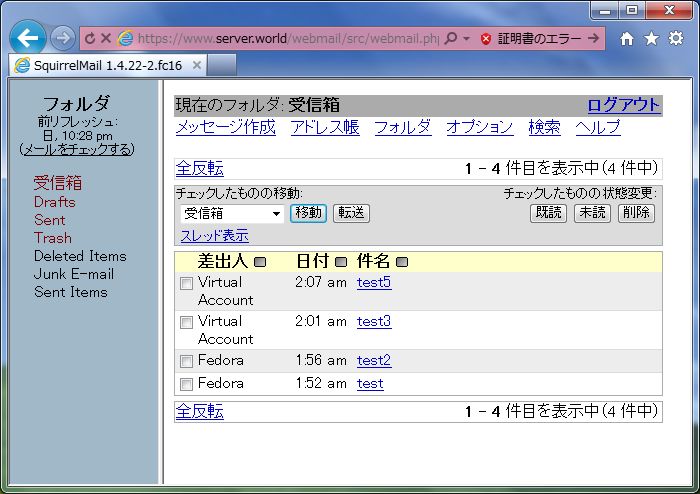 https://www.server.world/webmail/src/webmail.php
証明書のエラー
SquirrelMail 1.4.22-2.fc16
フォルダ
前リフレッシュ:
日, 10:28 pm
(メールをチェックする)
受信箱
Drafts
Sent
Trash
Deleted Items
Junk E-mail
Sent Items
現在のフォルダ: 受信箱 ログアウト
メッセージ作成 アドレス帳 フォルダ オプション 検索 ヘルプ
全反転 1 - 4 件目を表示中(4 件中)
チェックしたものの移動: チェックしたものの状態変更:
受信箱 移動 転送 既読 未読 削除
スレッド表示
差出人 日付 件名
Virtual Account 2:07 am test5
Virtual Account 2:01 am test3
Fedora 1:56 am test2
Fedora 1:52 am test
全反転 1 - 4 件目を表示中(4 件中)